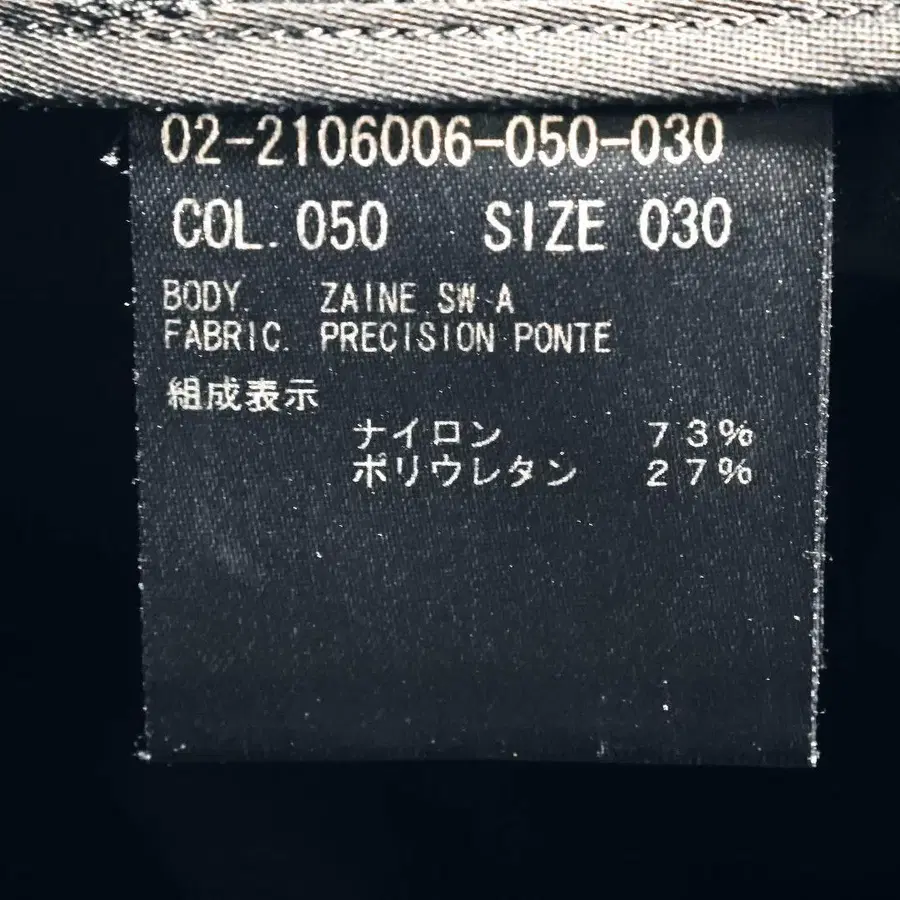 02-2106006-050-030
COL. 050 SIZE 030
BODY. ZAINE SW-A
FABRIC. PRECISION PONTE
組成表示
ナイロン 73%
ポリウレタン 27%